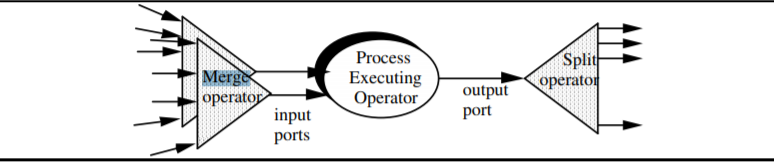 Merge
operator
input
ports
Process
Executing
Operator
output
port
Split
operator